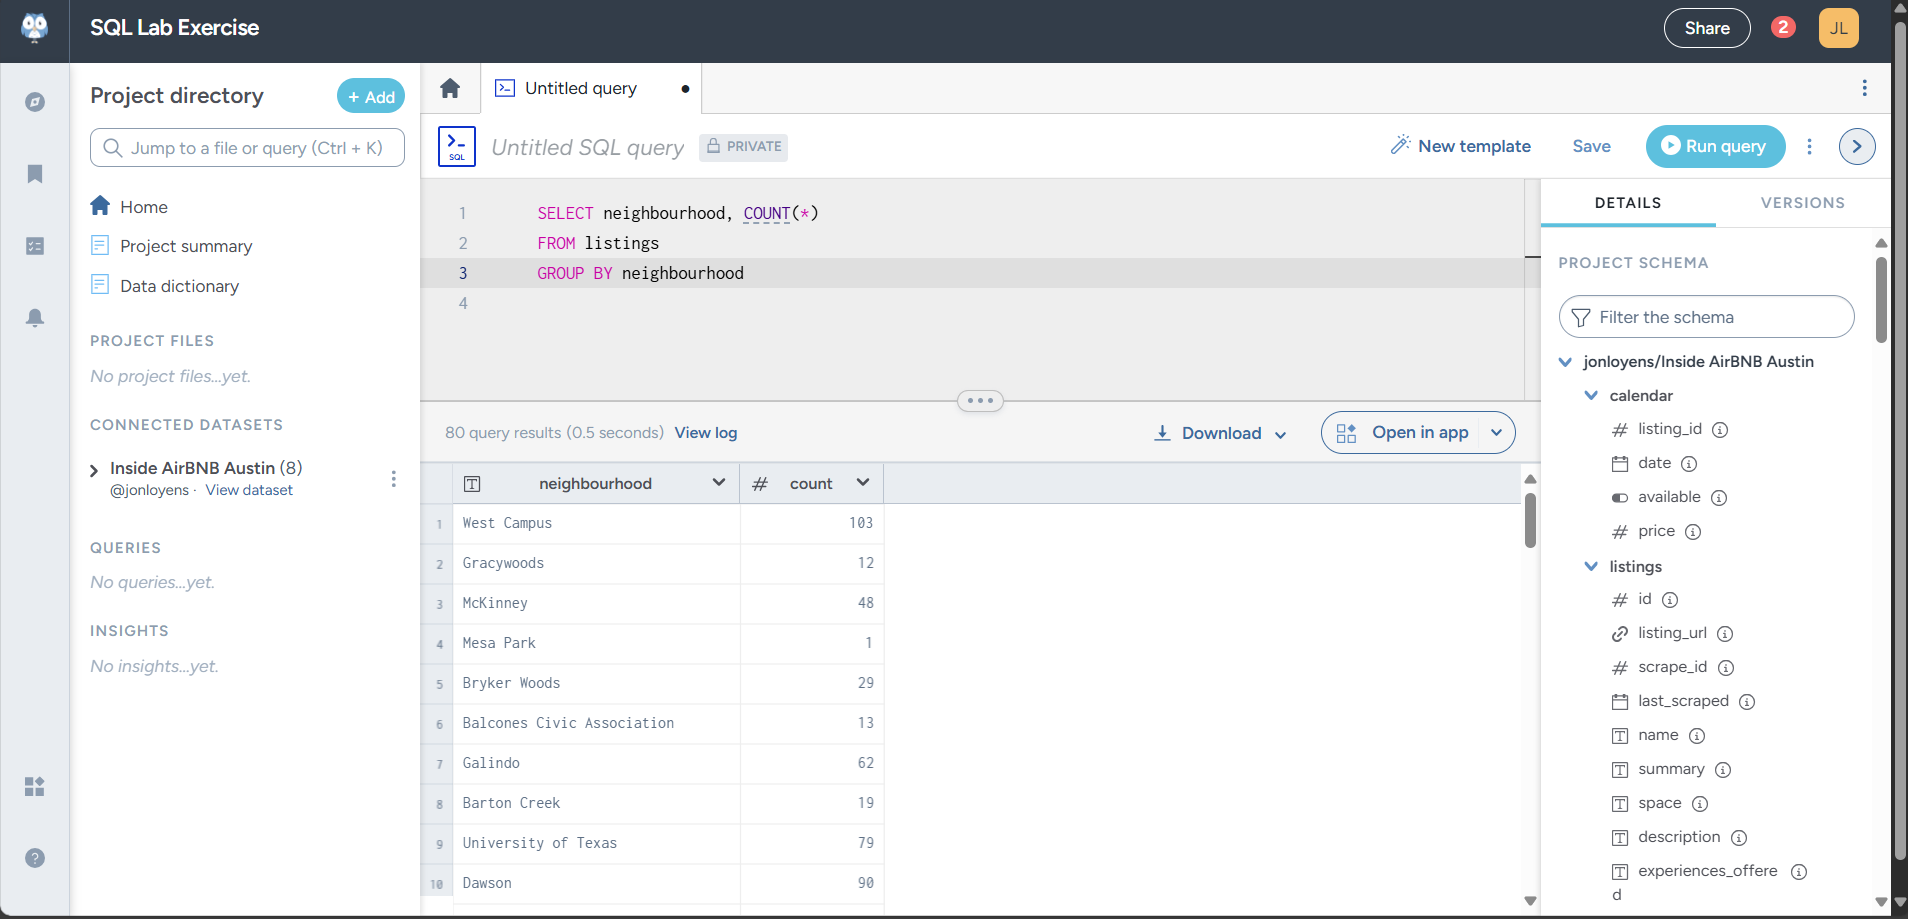 SQL Lab Exercise
Share
2
JL
Project directory
+ Add
Jump to a file or query (Ctrl + K)
Home
Project summary
Data dictionary
PROJECT FILES
No project files...yet.
CONNECTED DATASETS
Inside AirBNB Austin (8)
@jonloyens · View dataset
QUERIES
No queries...yet.
INSIGHTS
No insights...yet.
Untitled query
SQL
Untitled SQL query
PRIVATE
New template
Save
Run query
1 SELECT neighbourhood, COUNT(*)
2 FROM listings
3 GROUP BY neighbourhood
4
80 query results (0.5 seconds) View log
Download
Open in app
neighbourhood # count
1 West Campus 103
2 Gracywoods 12
3 McKinney 48
4 Mesa Park 1
5 Bryker Woods 29
6 Balcones Civic Association 13
7 Galindo 62
8 Barton Creek 19
9 University of Texas 79
10 Dawson 90
DETAILS
VERSIONS
PROJECT SCHEMA
Filter the schema
jonloyens/Inside AirBNB Austin
calendar
# listing_id
date
available
# price
listings
# id
listing_url
# scrape_id
last_scraped
name
summary
space
description
experiences_offere
d